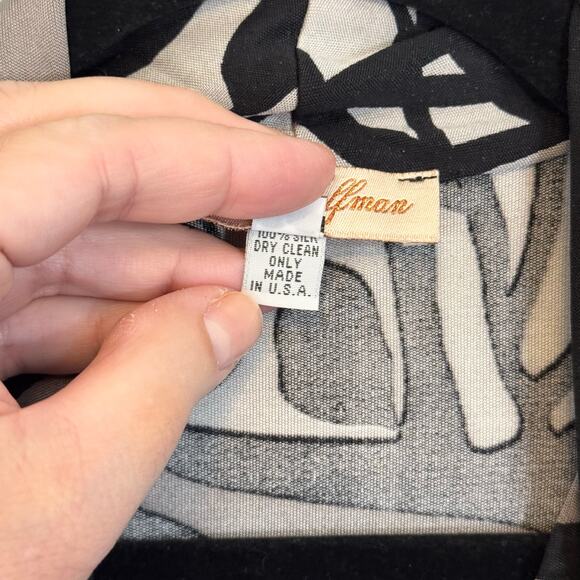 ffman
100% SILK
DRY CLEAN
ONLY
MADE
IN U.S.A.